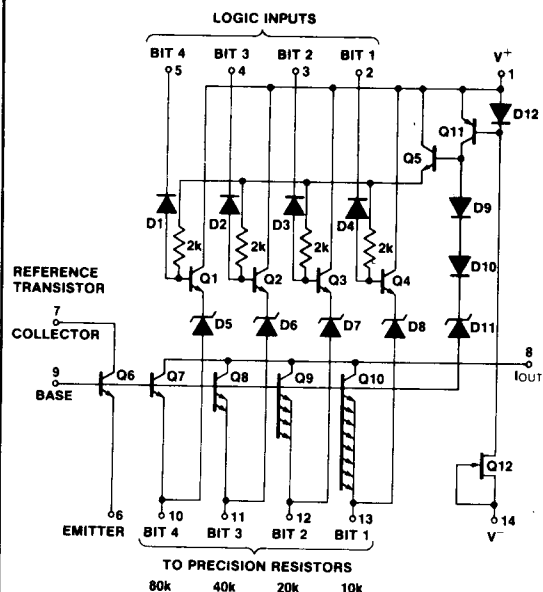 LOGIC INPUTS
BIT 4 BIT 3 BIT 2 BIT 1 V+
5 4 3 2 1
D12
Q11
Q5
D1 D2 D3 D4 D9
2k 2k 2k 2k
Q1 Q2 Q3 Q4 D10
REFERENCE
TRANSISTOR
7
COLLECTOR
D5 D6 D7 D8 D11
8
IOUT
9
BASE
Q6 Q7 Q8 Q9 Q10
Q12
6 10 11 12 13 14
EMITTER BIT 4 BIT 3 BIT 2 BIT 1 V-
TO PRECISION RESISTORS
80k 40k 20k 10k